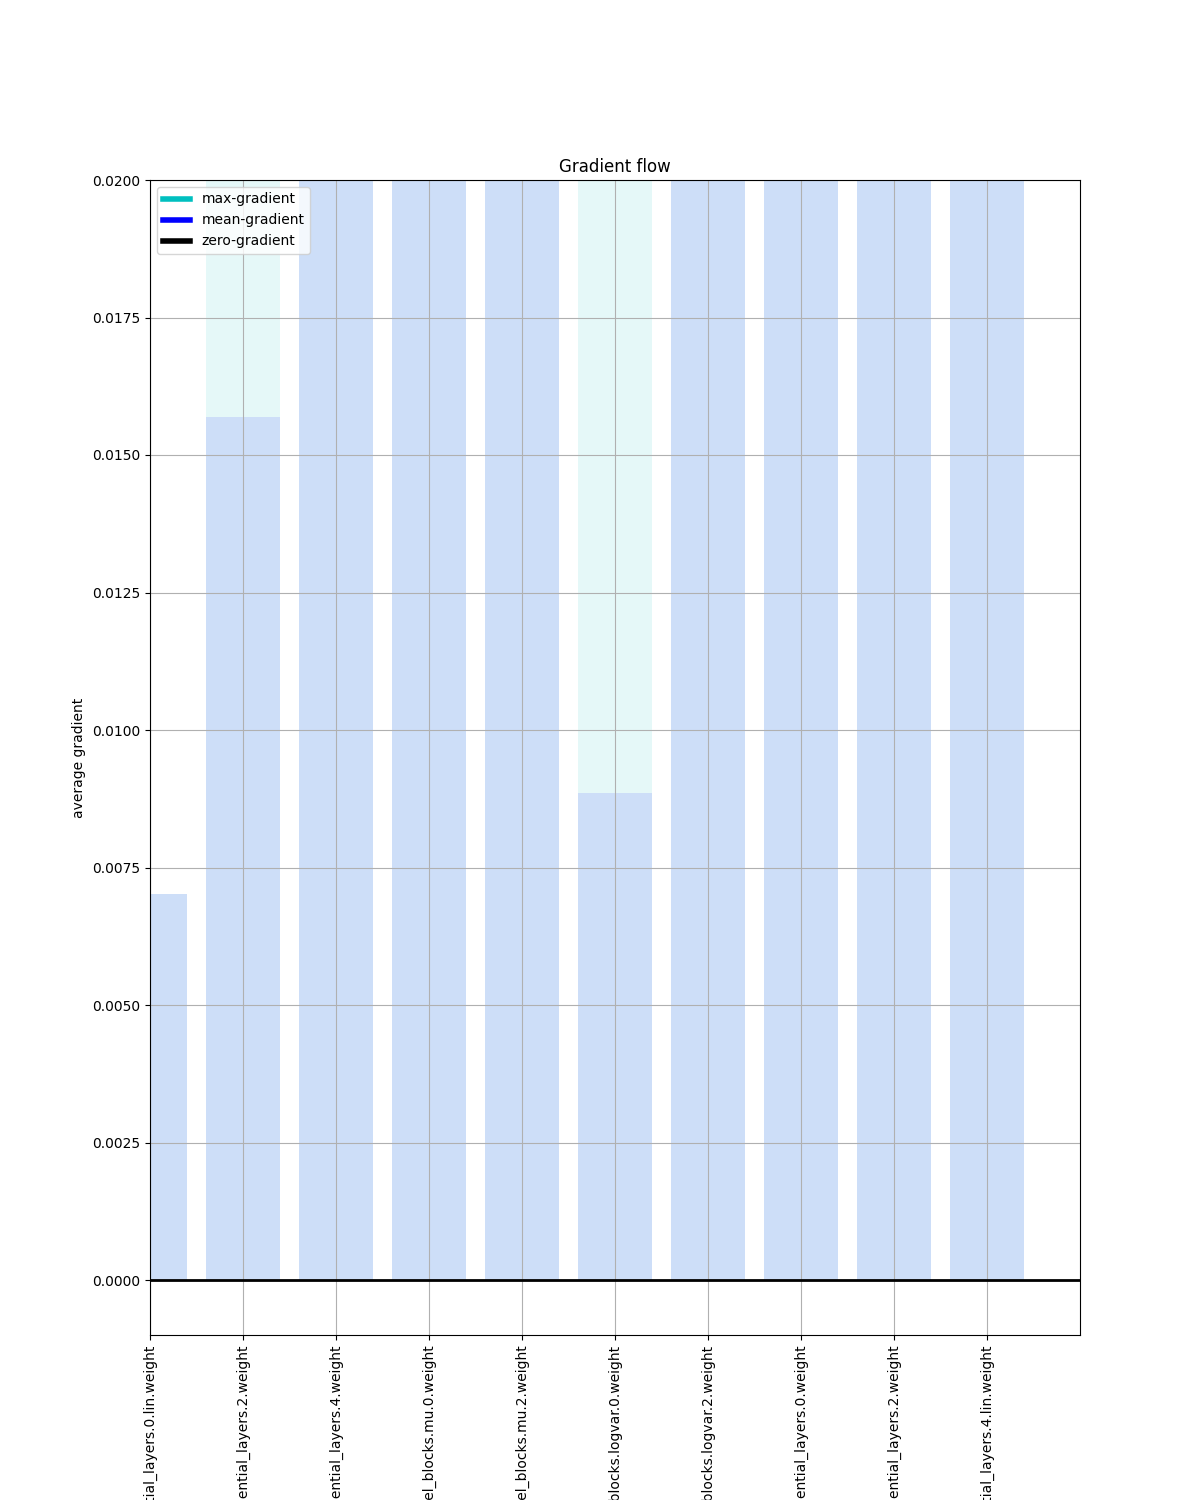 Gradient flow
max-gradient
mean-gradient
zero-gradient
0.0200
0.0175
0.0150
0.0125
0.0100
0.0075
0.0050
0.0025
0.0000
average gradient
tial_layers.0.lin.weight
ential_layers.2.weight
ential_layers.4.weight
el_blocks.mu.0.weight
el_blocks.mu.2.weight
blocks.logvar.0.weight
blocks.logvar.2.weight
ential_layers.0.weight
ential_layers.2.weight
tial_layers.4.lin.weight